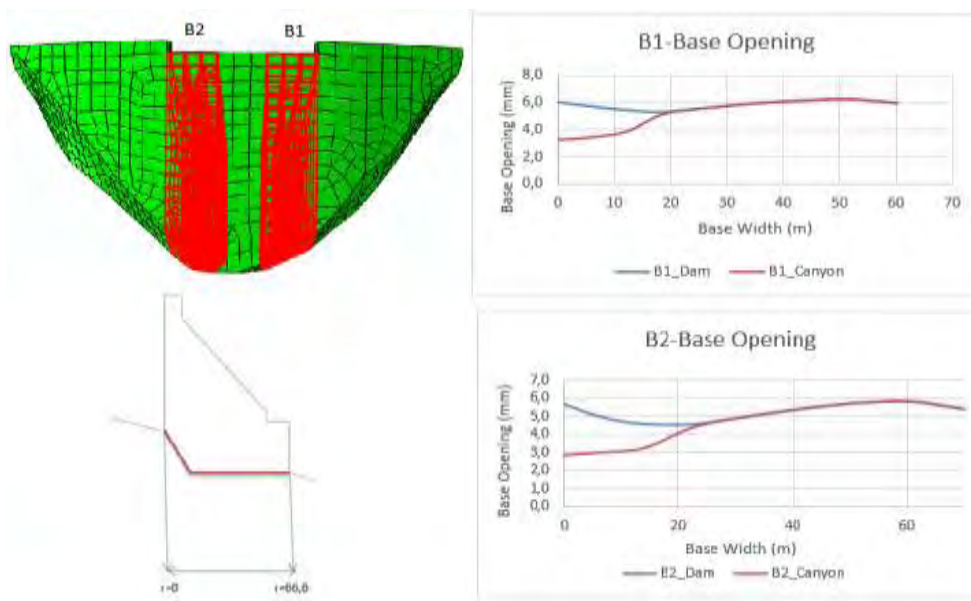 B2
B1
B1-Base Opening
Base Opening (mm)
8,0
6,0
4,0
2,0
0,0
0 10 20 30 40 50 60 70
Base Width (m)
B1_Dam B1_Canyon
B2-Base Opening
Base Opening (mm)
7,0
6,0
5,0
4,0
3,0
2,0
1,0
0,0
0 20 40 60
Base Width (m)
B2_Dam B2_Canyon